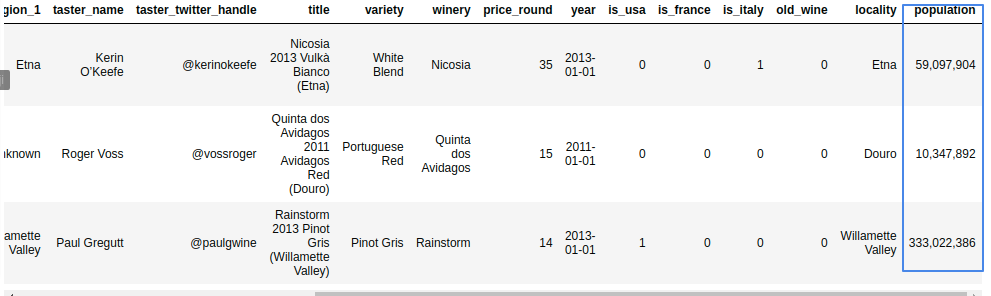 gion_1 taster_name taster_twitter_handle title variety winery price_round year is_usa is_france is_italy old_wine locality population
Etna Kerin O'Keefe @kerinokeefe Nicosia 2013 Vulkà Bianco (Etna) White Blend Nicosia 35 2013-01-01 0 0 1 0 Etna 59,097,904
nknown Roger Voss @vossroger Quinta dos Avidagos 2011 Avidagos Red (Douro) Portuguese Red Quinta dos Avidagos 15 2011-01-01 0 0 0 0 Douro 10,347,892
amette Valley Paul Gregutt @paulgwine Rainstorm 2013 Pinot Gris (Willamette Valley) Pinot Gris Rainstorm 14 2013-01-01 1 0 0 0 Willamette Valley 333,022,386